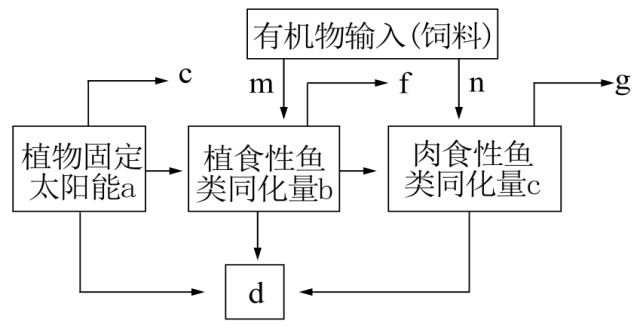 有机物输入(饲料)
c
m
f
n
g
植物固定
太阳能a
植食性鱼
类同化量b
肉食性鱼
类同化量c
d